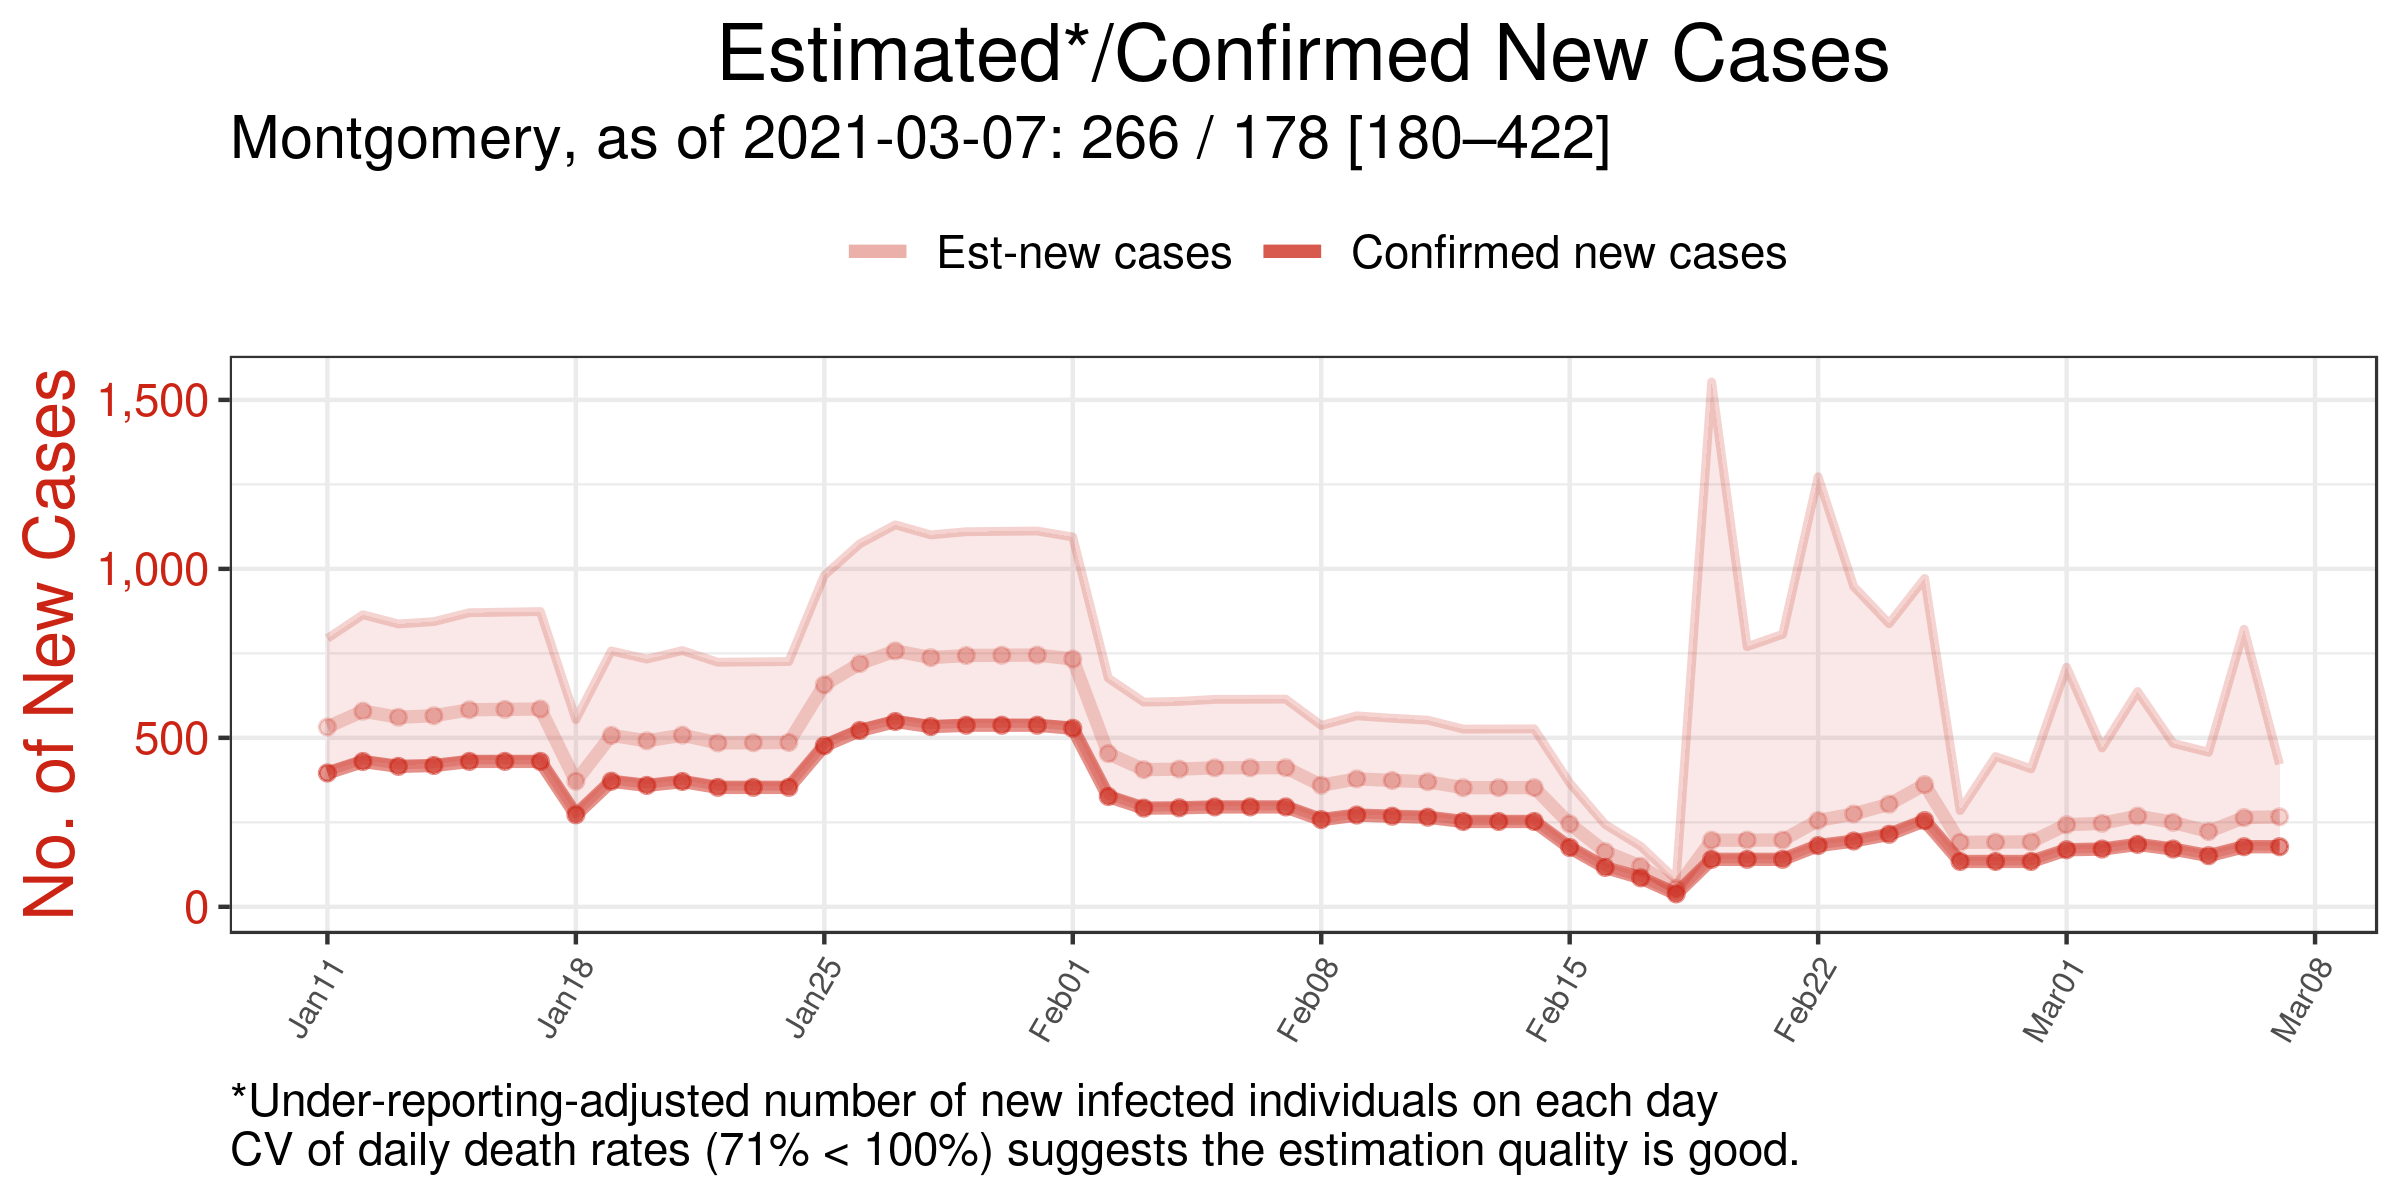 Estimated*/Confirmed New Cases
Montgomery, as of 2021-03-07: 266 / 178 [180–422]
Est-new cases Confirmed new cases
No. of New Cases
1,500
1,000
500
0
Jan11 Jan18 Jan25 Feb01 Feb08 Feb15 Feb22 Mar01 Mar08
*Under-reporting-adjusted number of new infected individuals on each day
CV of daily death rates (71% < 100%) suggests the estimation quality is good.